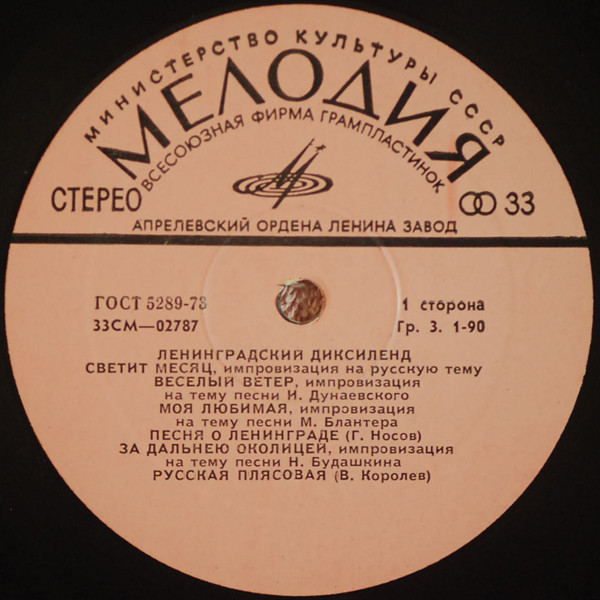 МИНИСТЕРСТВО КУЛЬТУРЫ СССР
МЕЛОДИЯ
ВСЕСОЮЗНАЯ ФИРМА ГРАМПЛАСТИНОК
СТЕРЕО
33
АПРЕЛЕВСКИЙ ОРДЕНА ЛЕНИНА ЗАВОД
ГОСТ 5289-73
1 сторона
33СМ—02787
Гр. 3. 1-90
ЛЕНИНГРАДСКИЙ ДИКСИЛЕНД
СВЕТИТ МЕСЯЦ, импровизация на русскую тему
ВЕСЕЛЫЙ ВЕТЕР, импровизация
на тему песни И. Дунаевского
МОЯ ЛЮБИМАЯ, импровизация
на тему песни М. Блантера
ПЕСНЯ О ЛЕНИНГРАДЕ (Г. Носов)
ЗА ДАЛЬНЕЮ ОКОЛИЦЕЙ, импровизация
на тему песни Н. Будашкина
РУССКАЯ ПЛЯСОВАЯ (В. Королев)